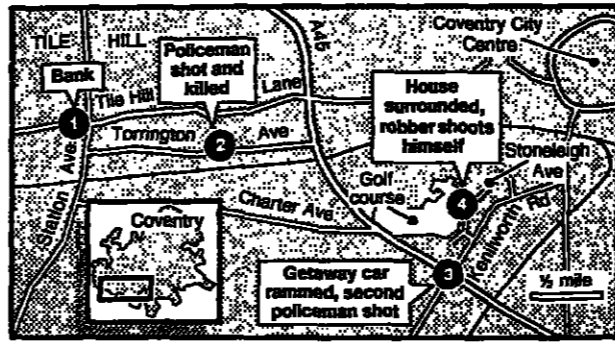 TILE HILL
Bank
1
Policeman
shot and
killed
A45
Coventry City
Centre
Tile Hill Lane
House
surrounded,
robber shoots
himself
Torrington Ave
2
Station Ave
Stoneleigh
Ave
Golf
course
4
Charter Ave
Kenilworth Rd
Coventry
3
Getaway car
rammed, second
policeman shot
½ mile